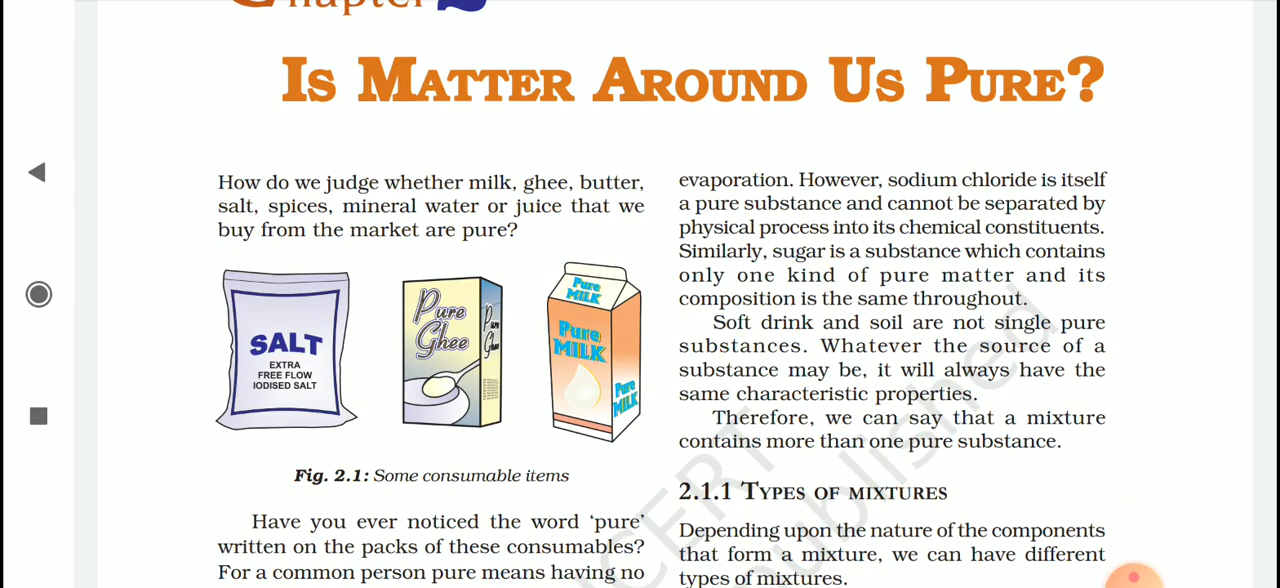 Chapter 2
IS MATTER AROUND US PURE?
How do we judge whether milk, ghee, butter,
salt, spices, mineral water or juice that we
buy from the market are pure?
SALT
EXTRA
FREE FLOW
IODISED SALT
Pure
Ghee
Pure
Ghee
Pure
MILK
Pure
MILK
Pure
MILK
Fig. 2.1: Some consumable items
Have you ever noticed the word ‘pure’
written on the packs of these consumables?
For a common person pure means having no
evaporation. However, sodium chloride is itself
a pure substance and cannot be separated by
physical process into its chemical constituents.
Similarly, sugar is a substance which contains
only one kind of pure matter and its
composition is the same throughout.
Soft drink and soil are not single pure
substances. Whatever the source of a
substance may be, it will always have the
same characteristic properties.
Therefore, we can say that a mixture
contains more than one pure substance.
2.1.1 TYPES OF MIXTURES
Depending upon the nature of the components
that form a mixture, we can have different
types of mixtures.
NCERT
published